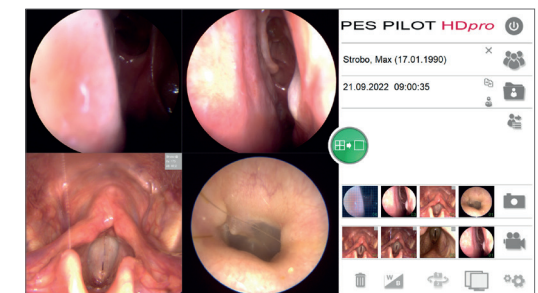 PES PILOT HDpro
Strobo, Max (17.01.1990)
21.09.2022 09:00:35
W
B